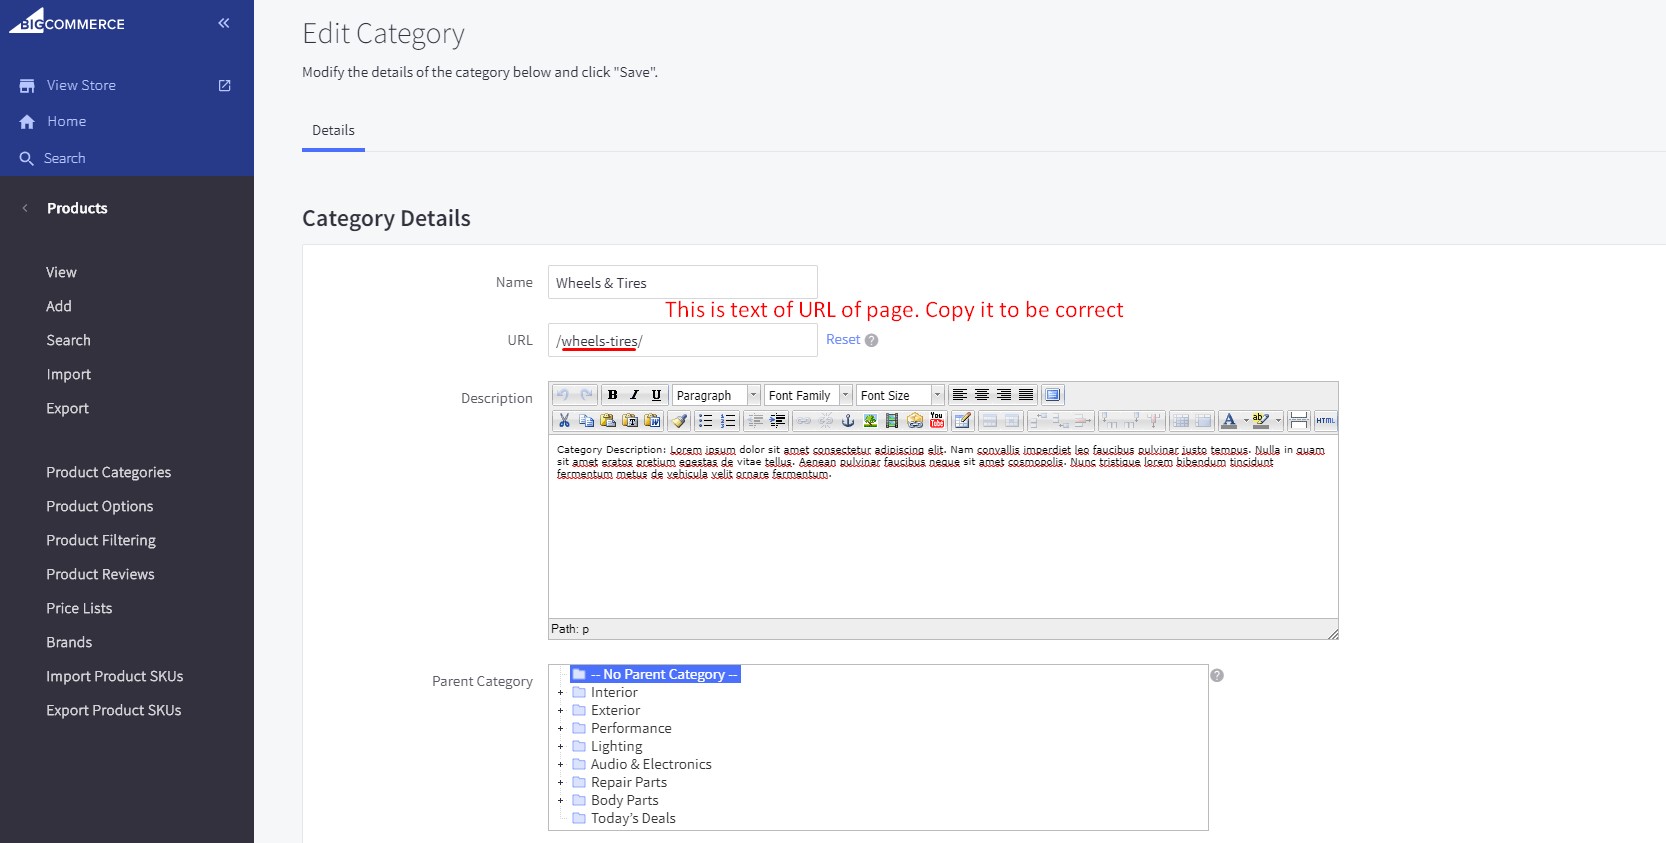 BIGCOMMERCE
View Store
Home
Search
Products
View
Add
Search
Import
Export
Product Categories
Product Options
Product Filtering
Product Reviews
Price Lists
Brands
Import Product SKUs
Export Product SKUs
Edit Category
Modify the details of the category below and click "Save".
Details
Category Details
Name
Wheels & Tires
This is text of URL of page. Copy it to be correct
URL
/wheels-tires/
Reset ?
Description
B I U Paragraph Font Family Font Size
You Tube A ab HTML
Category Description: Lorem ipsum dolor sit amet consectetur adipiscing elit. Nam convallis imperdiet leo faucibus pulvinar justo tempus. Nulla in quam
sit amet eratos pretium egestas de vitae tellus. Aenean pulvinar faucibus neque sit amet cosmopolis. Nunc tristique lorem bibendum tincidunt
fermentum metus de vehicula velit ornare fermentum.
Path: p
Parent Category
-- No Parent Category --
?
Interior
Exterior
Performance
Lighting
Audio & Electronics
Repair Parts
Body Parts
Today's Deals